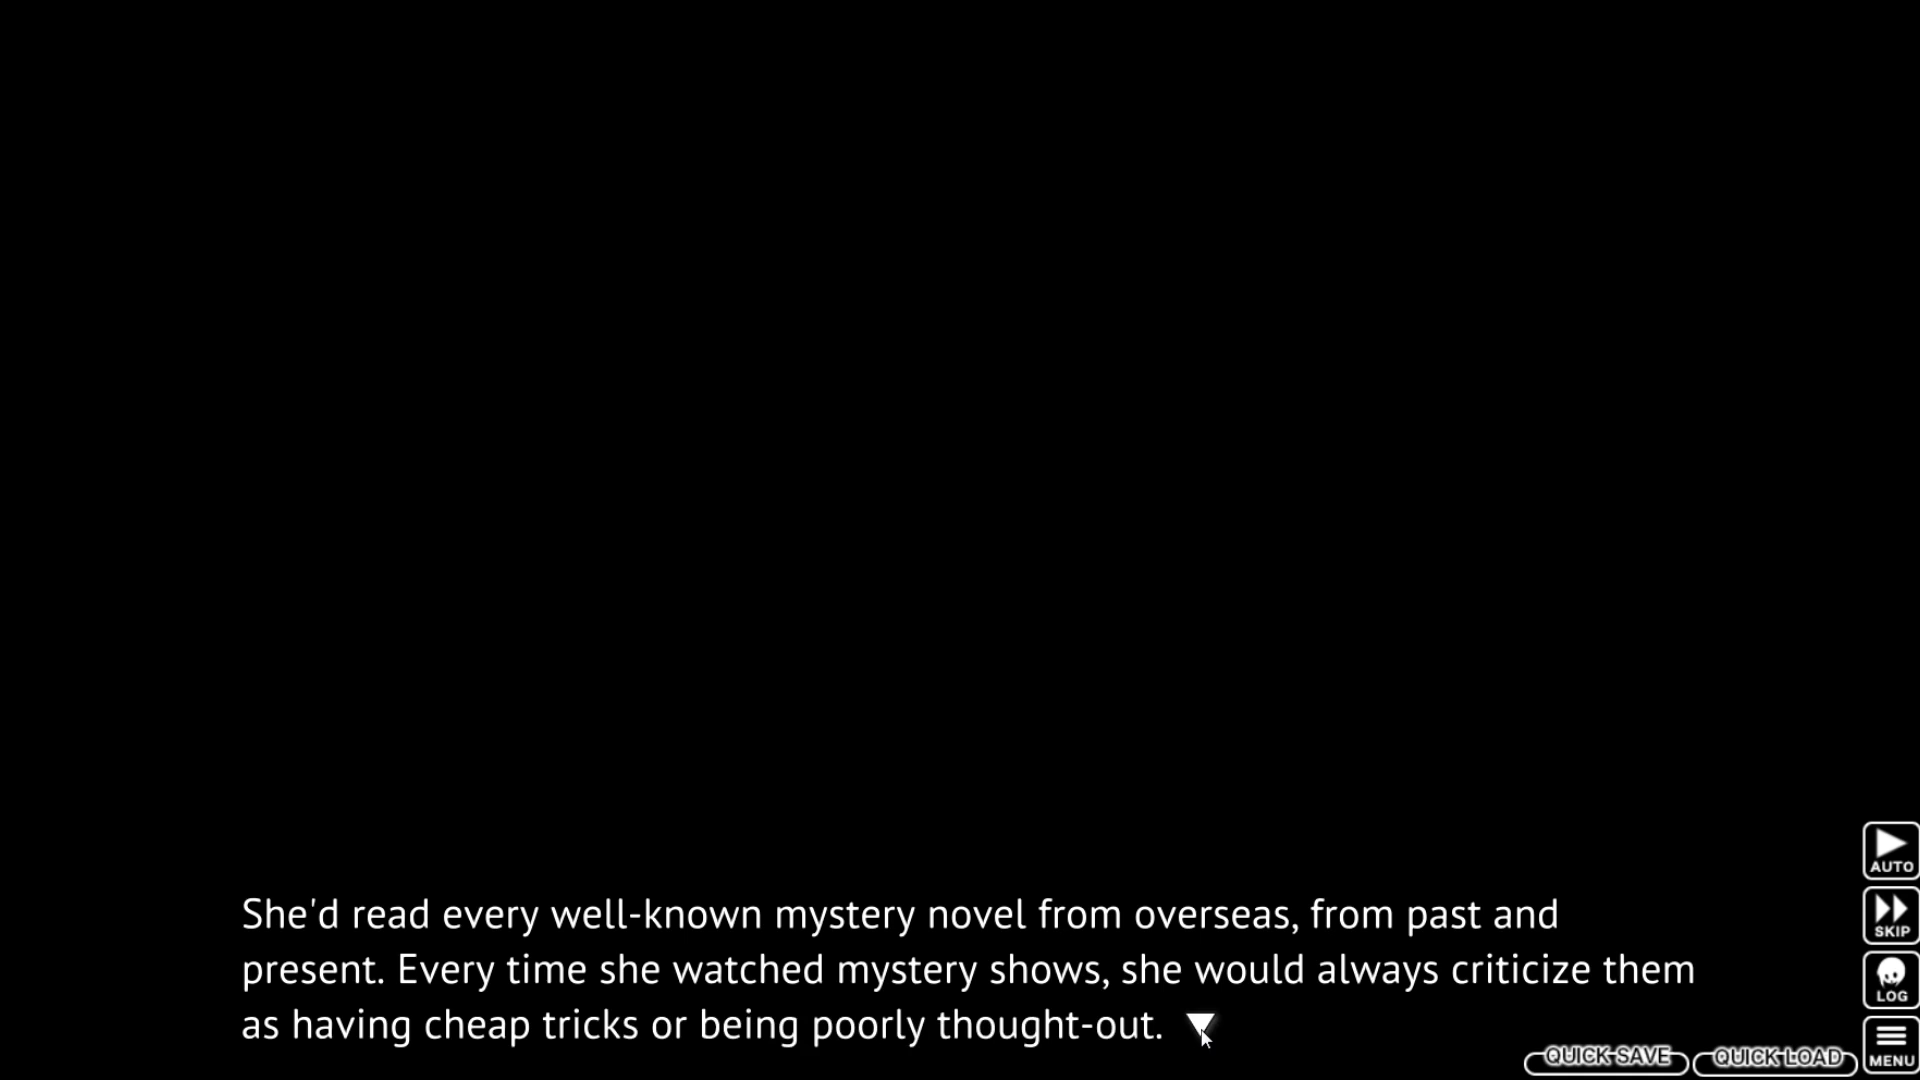 She'd read every well-known mystery novel from overseas, from past and
present. Every time she watched mystery shows, she would always criticize them
as having cheap tricks or being poorly thought-out.
AUTO
SKIP
LOG
MENU
QUICK SAVE
QUICK LOAD